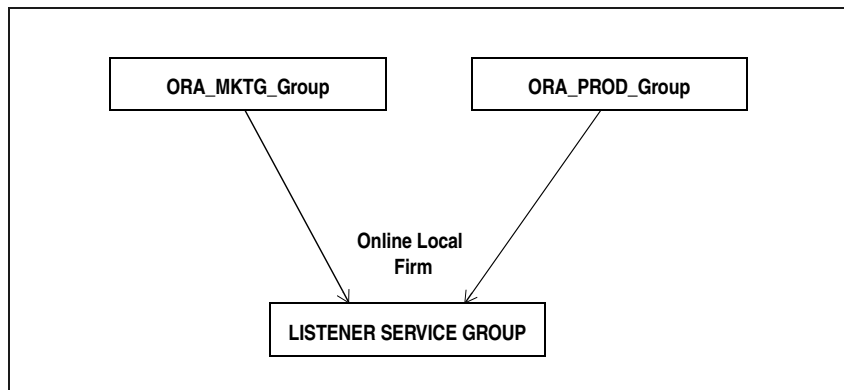 ORA_MKTG_Group
ORA_PROD_Group
Online Local
Firm
LISTENER SERVICE GROUP